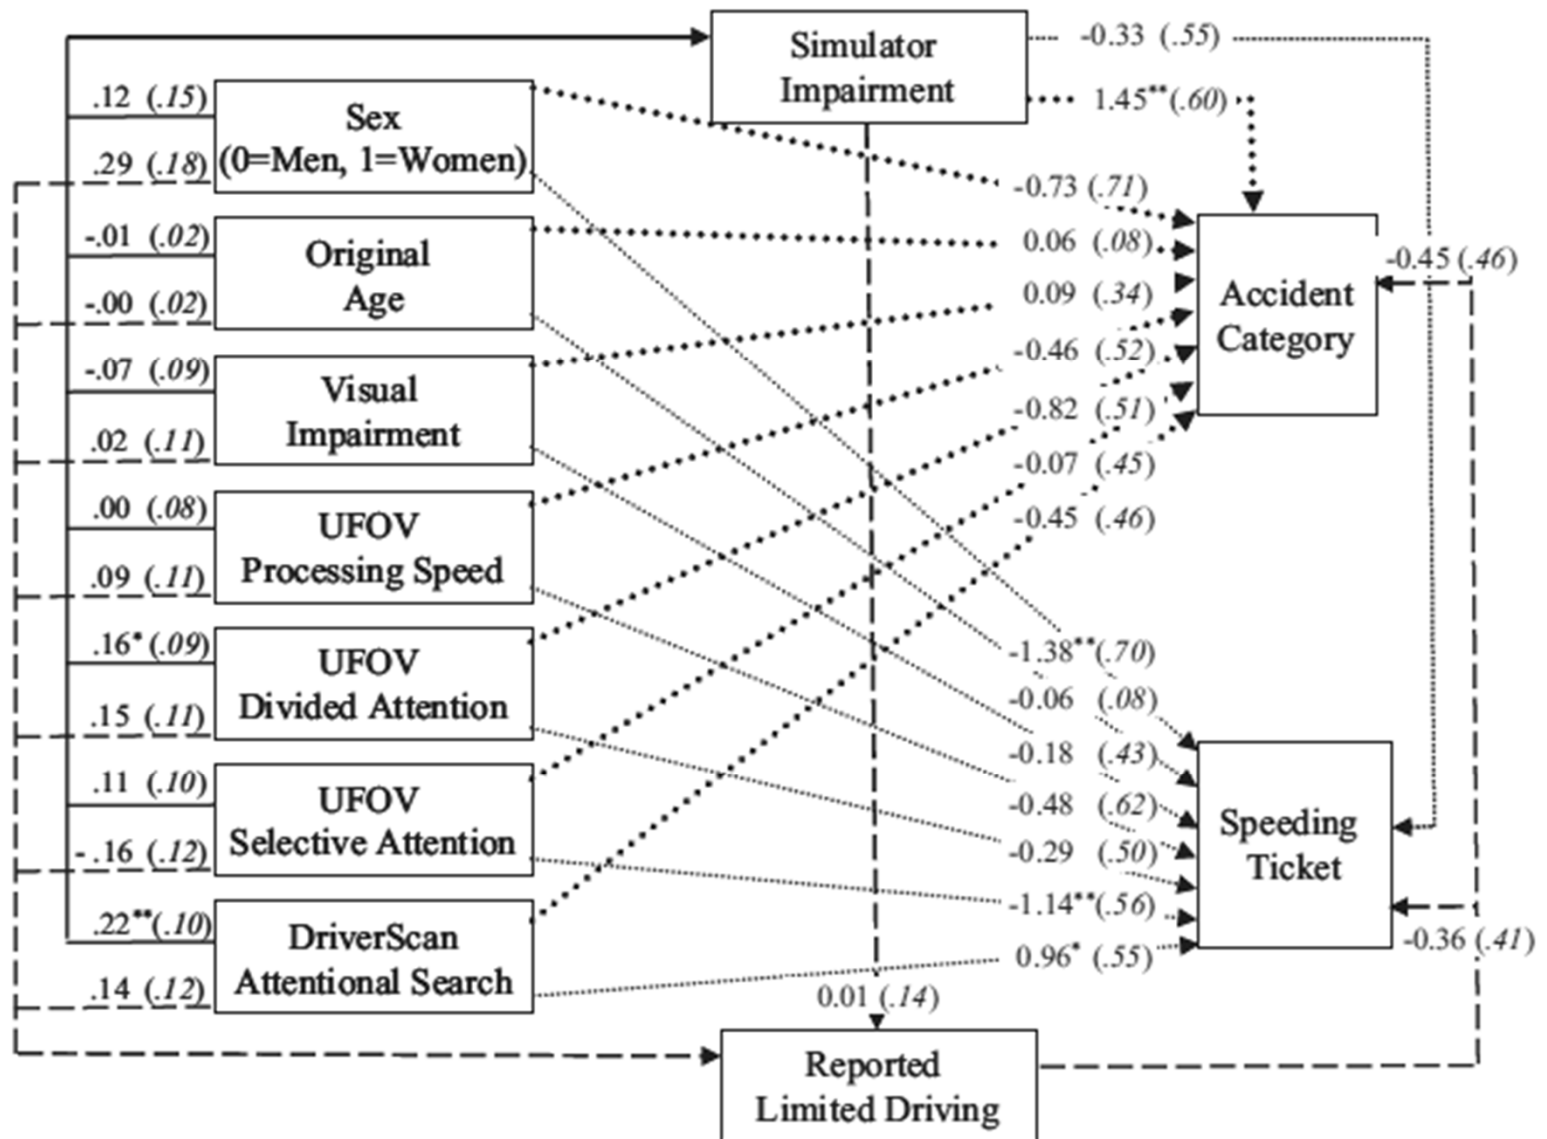 Simulator
Impairment
-0.33 (.55)
1.45**(.60)
.12 (.15)
Sex
(0=Men, 1=Women)
.29 (.18)
-0.73 (.71)
-.01 (.02)
Original
Age
-.00 (.02)
0.06 (.08)
0.09 (.34)
-0.45 (.46)
Accident
Category
-.07 (.09)
Visual
Impairment
.02 (.11)
-0.46 (.52)
-0.82 (.51)
-0.07 (.45)
-0.45 (.46)
.00 (.08)
UFOV
Processing Speed
.09 (.11)
.16*(.09)
UFOV
Divided Attention
.15 (.11)
-1.38**(.70)
-0.06 (.08)
-0.18 (.43)
-0.48 (.62)
-0.29 (.50)
-1.14**(.56)
0.96* (.55)
Speeding
Ticket
-0.36 (.41)
.11 (.10)
UFOV
Selective Attention
-.16 (.12)
.22**(.10)
DriverScan
Attentional Search
.14 (.12)
0.01 (.14)
Reported
Limited Driving